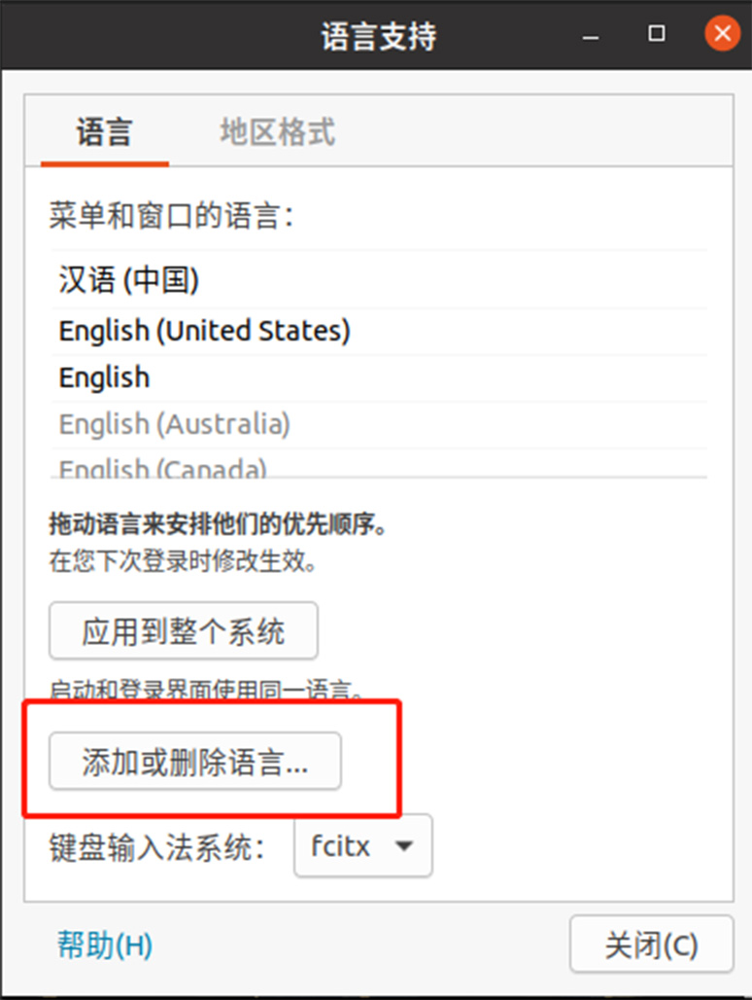 语言支持
语言 地区格式
菜单和窗口的语言：
汉语 (中国)
English (United States)
English
English (Australia)
English (Canada)
拖动语言来安排他们的优先顺序。
在您下次登录时修改生效。
应用到整个系统
启动和登录界面使用同一语言。
添加或删除语言...
键盘输入法系统： fcitx
帮助(H) 关闭(C)